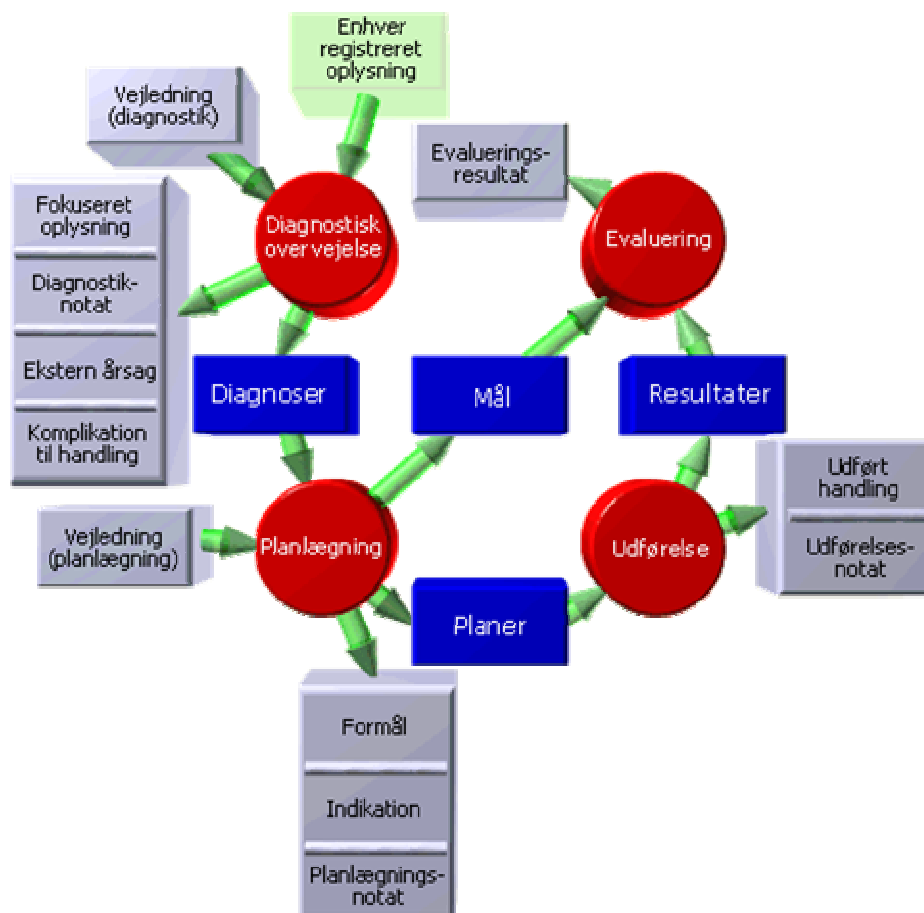 Enhver
registreret
oplysning
Vejledning
(diagnostik)
Evaluerings-
resultat
Fokuseret
oplysning
Diagnostik-
notat
Ekstern årsag
Komplikation
til handling
Diagnostisk
overvejelse
Evaluering
Diagnoser
Mål
Resultater
Vejledning
(planlægning)
Planlægning
Udførelse
Udført
handling
Udførelses-
notat
Planer
Formål
Indikation
Planlægnings-
notat